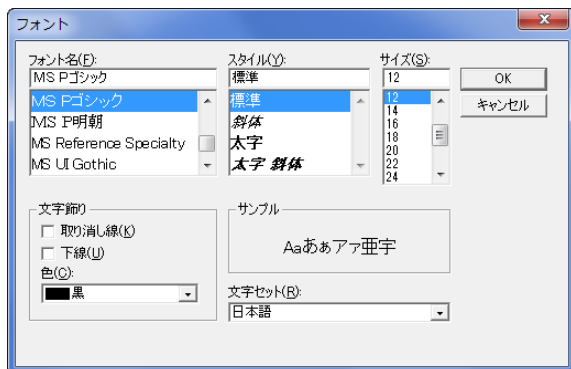 フォント
フォント名(F):
MS Pゴシック
MS Pゴシック
MS P明朝
MS Reference Specialty
MS UI Gothic
スタイル(Y):
標準
標準
斜体
太字
太字 斜体
サイズ(S):
12
12
14
16
18
20
22
24
OK
キャンセル
文字飾り
取り消し線(K)
下線(U)
色(C):
黒
サンプル
Aaあぁアァ亜宇
文字セット(R):
日本語